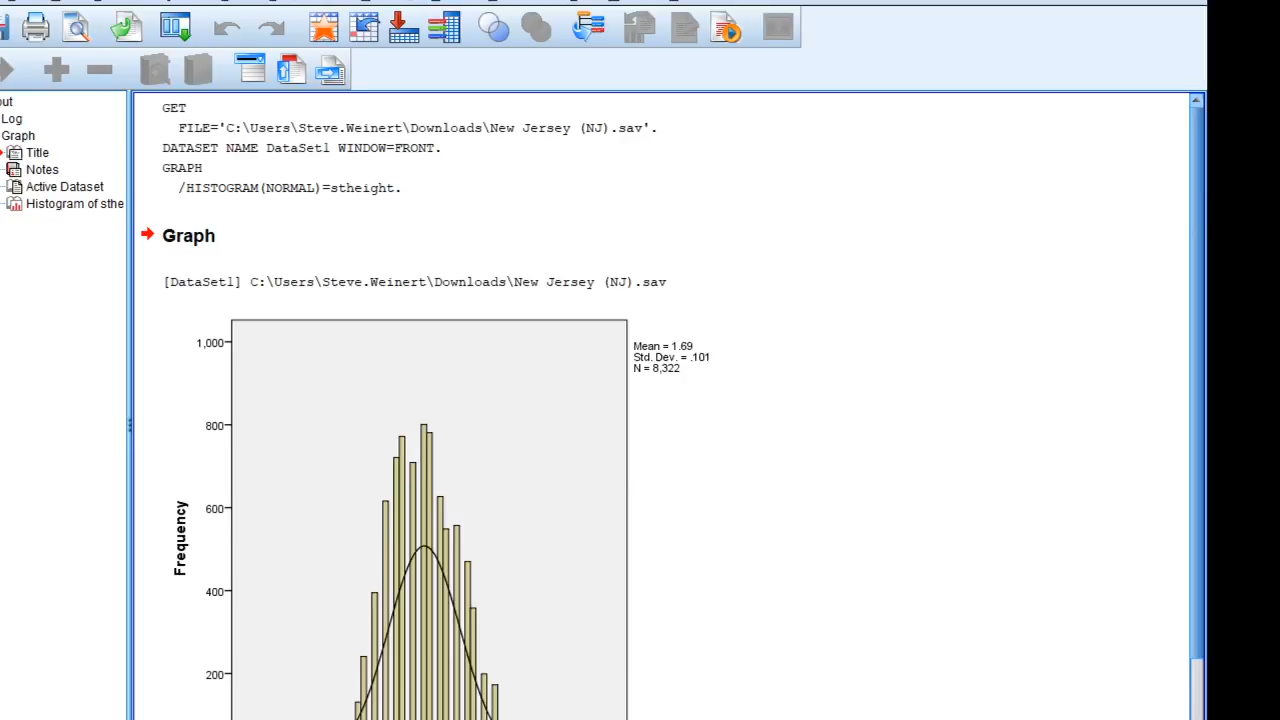 out
Log
Graph
Title
Notes
Active Dataset
Histogram of sthe
GET
FILE='C:\Users\Steve.Weinert\Downloads\New Jersey (NJ).sav'.
DATASET NAME DataSet1 WINDOW=FRONT.
GRAPH
/HISTOGRAM(NORMAL)=stheight.
Graph
[DataSet1] C:\Users\Steve.Weinert\Downloads\New Jersey (NJ).sav
1,000
800
600
400
200
Frequency
Mean = 1.69
Std. Dev. = .101
N = 8,322